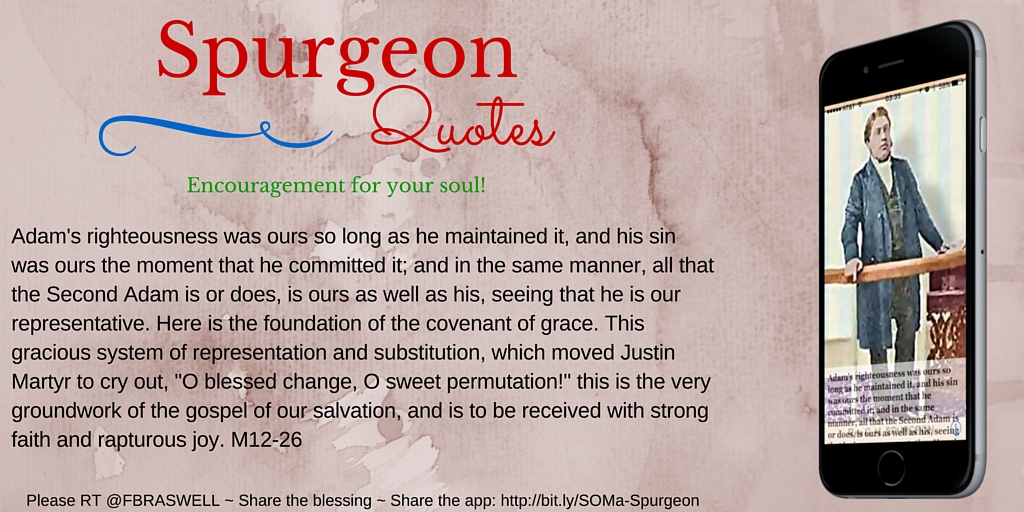 Spurgeon
Quotes
Encouragement for your soul!
Adam's righteousness was ours so long as he maintained it, and his sin
was ours the moment that he committed it; and in the same manner, all that
the Second Adam is or does, is ours as well as his, seeing that he is our
representative. Here is the foundation of the covenant of grace. This
gracious system of representation and substitution, which moved Justin
Martyr to cry out, "O blessed change, O sweet permutation!" this is the very
groundwork of the gospel of our salvation, and is to be received with strong
faith and rapturous joy. M12-26
Please RT @FBRASWELL ~ Share the blessing ~ Share the app: http://bit.ly/SOMa-Spurgeon
AT&T 03:35 58%
Adam's righteousness was ours so
long as he maintained it, and his sin
was ours the moment that he
committed it; and in the same
manner, all that the Second Adam is
or does, is ours as well as his, seeing